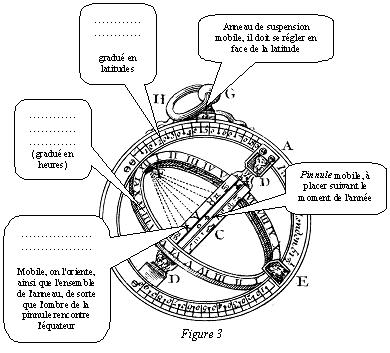 ..................
..................
gradué en
latitudes
Anneau de suspension
mobile, il doit se régler en
face de la latitude
H
G
A
..................
..................
(gradué en
heures)
Pinnule mobile, à
placer suivant le
moment de l'année
D
C
..................
Mobile, on l'oriente,
ainsi que l'ensemble
de l'anneau, de sorte
que l'ombre de la
pinnule rencontre
l'équateur
D
E
Figure 3